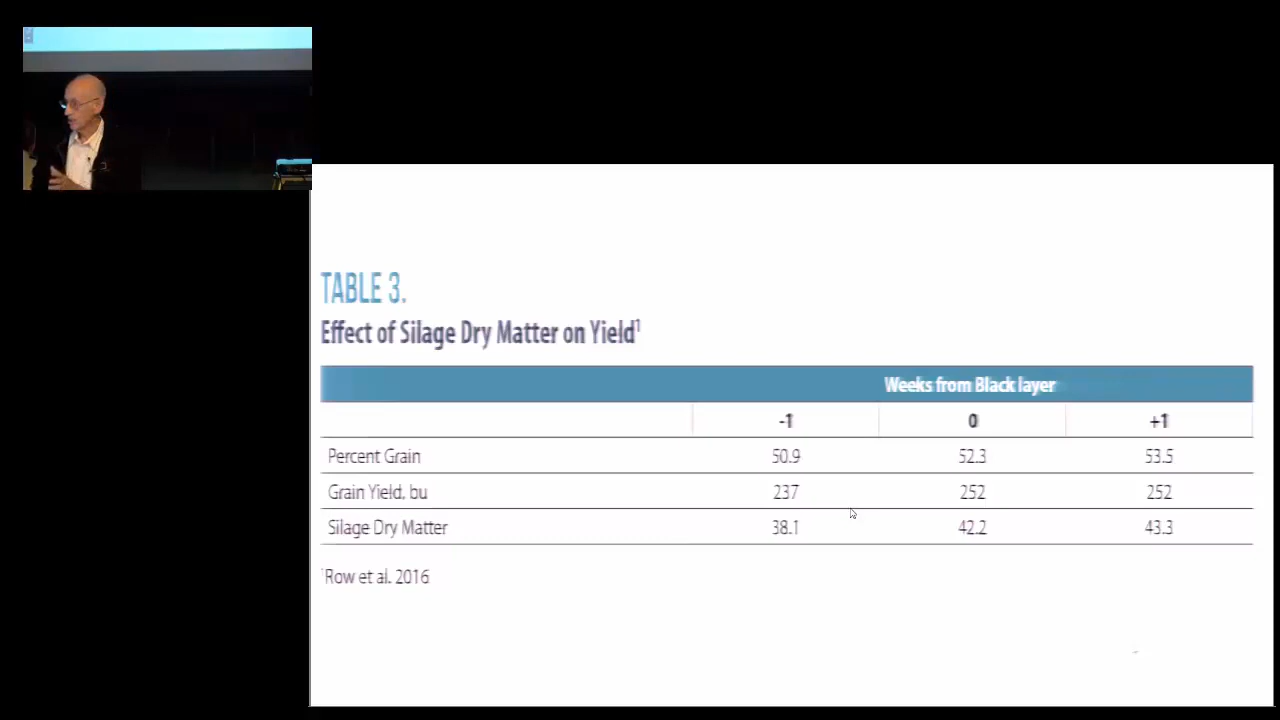 TABLE 3.
Effect of Silage Dry Matter on Yield¹
Weeks from Black layer
-1 0 +1
Percent Grain 50.9 52.3 53.5
Grain Yield, bu 237 252 252
Silage Dry Matter 38.1 42.2 43.3
¹Row et al. 2016